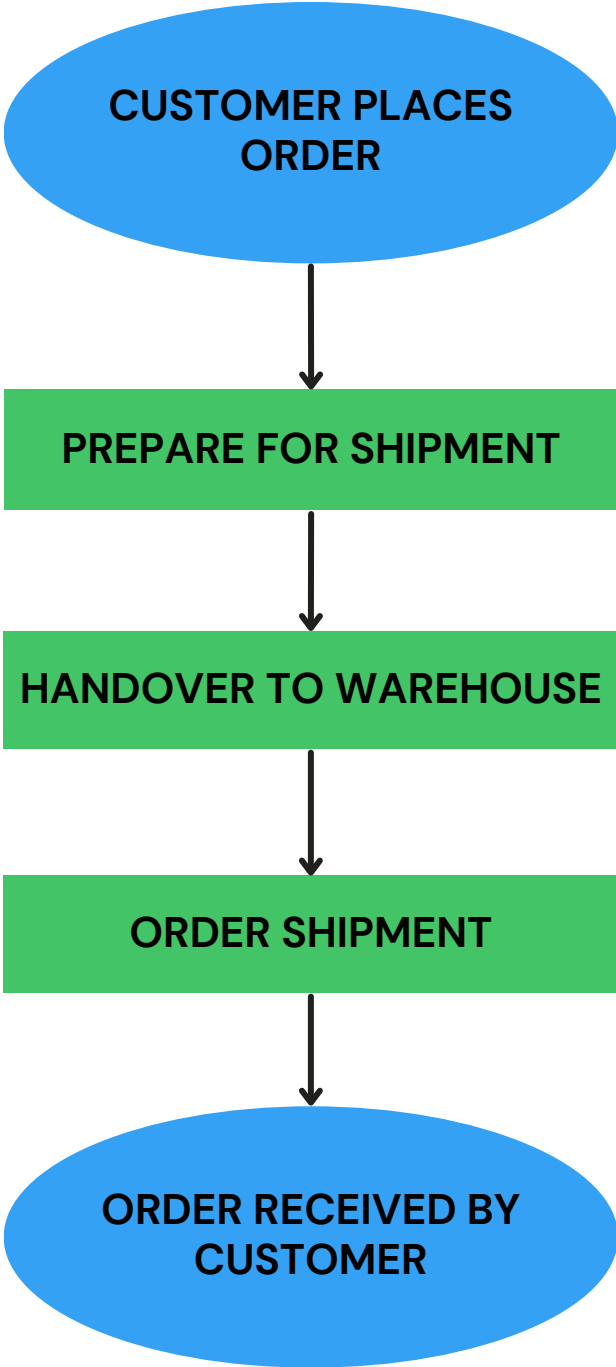 CUSTOMER PLACES
ORDER
PREPARE FOR SHIPMENT
HANDOVER TO WAREHOUSE
ORDER SHIPMENT
ORDER RECEIVED BY
CUSTOMER